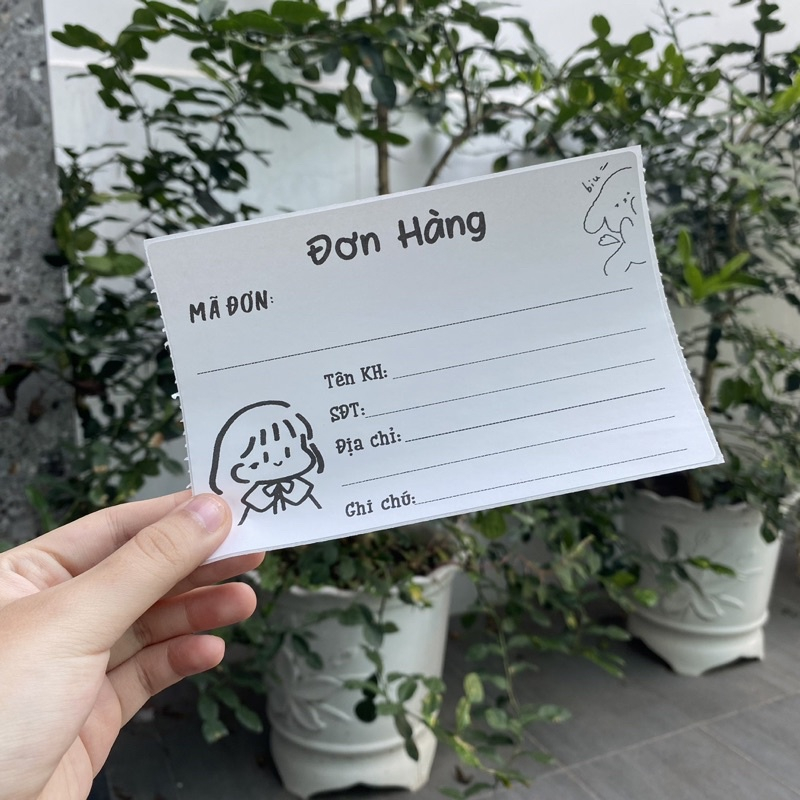 biu =
Đơn Hàng
MÃ ĐƠN:
Tên KH:
SĐT:
Địa chỉ:
Ghi chú: